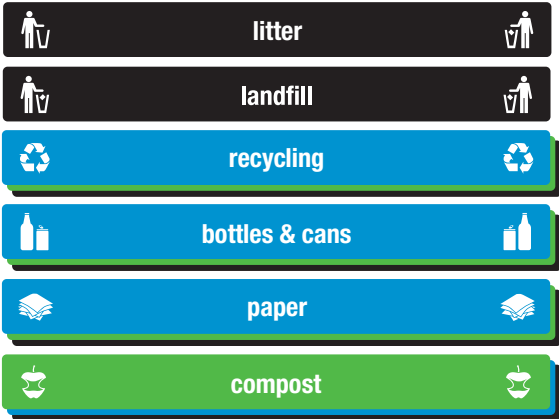 litter
landfill
recycling
bottles & cans
paper
compost